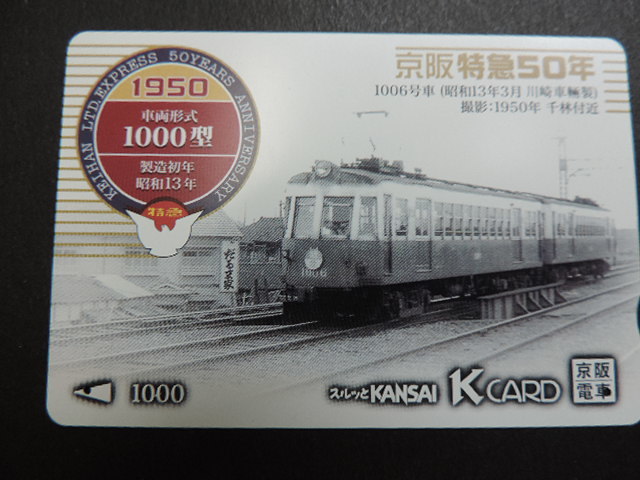 KEIHAN LTD.EXPRESS 50YEARS ANNIVERSARY
1950
車両形式
1000型
製造初年
昭和13年
京阪特急50年
1006号車 (昭和13年3月 川崎車輛製)
撮影:1950年 千林付近
1006
1000
スルッとKANSAI
K CARD
京阪
電車